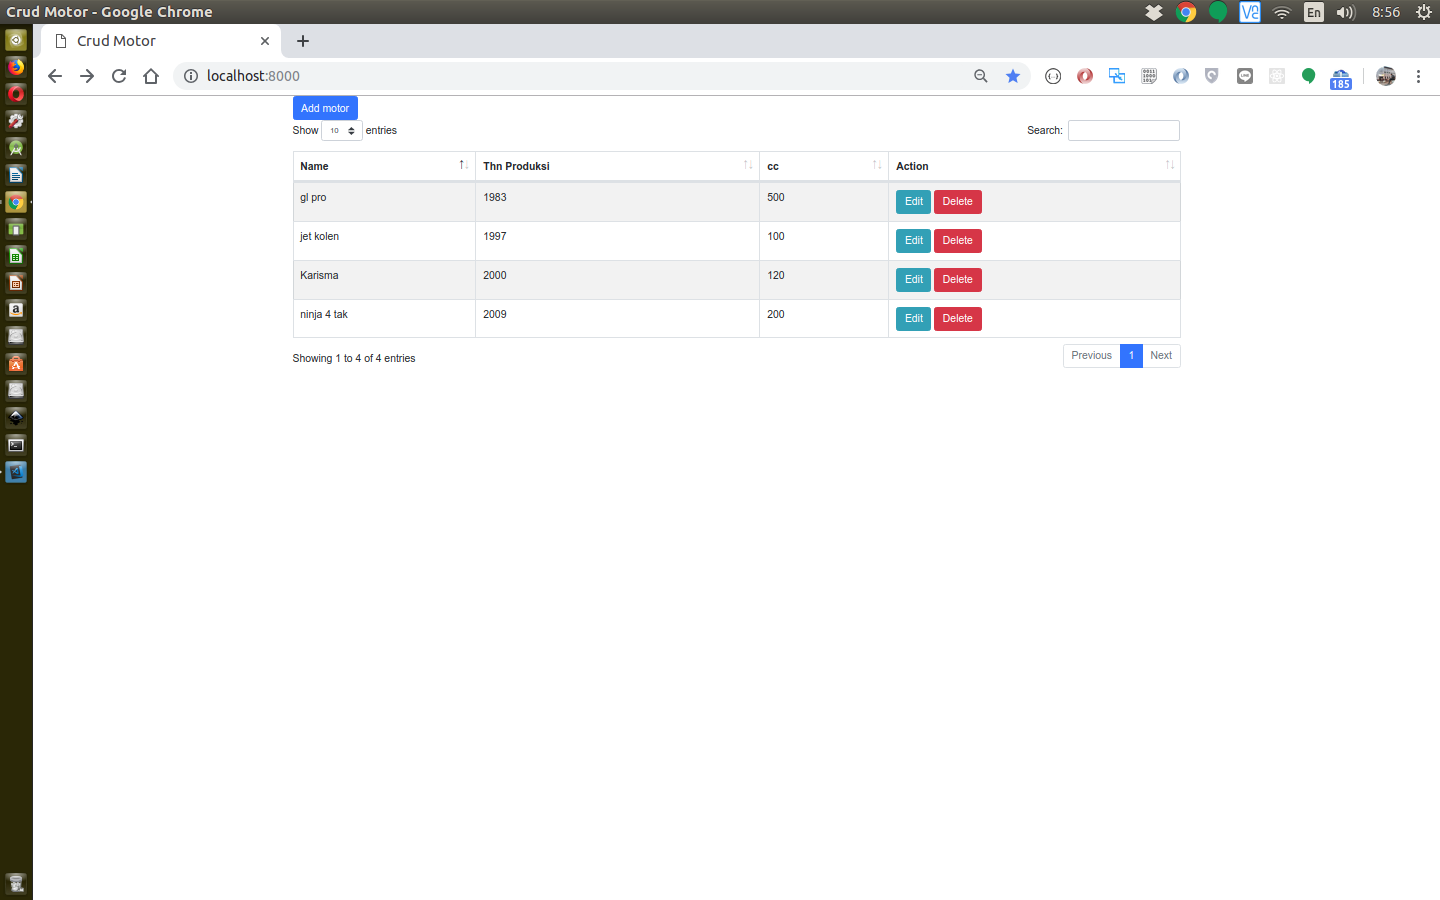 Crud Motor - Google Chrome
En
8:56
Crud Motor
localhost:8000
185
Add motor
Show 10 entries
Search:
Name Thn Produksi cc Action
gl pro 1983 500 Edit Delete
jet kolen 1997 100 Edit Delete
Karisma 2000 120 Edit Delete
ninja 4 tak 2009 200 Edit Delete
Showing 1 to 4 of 4 entries
Previous 1 Next